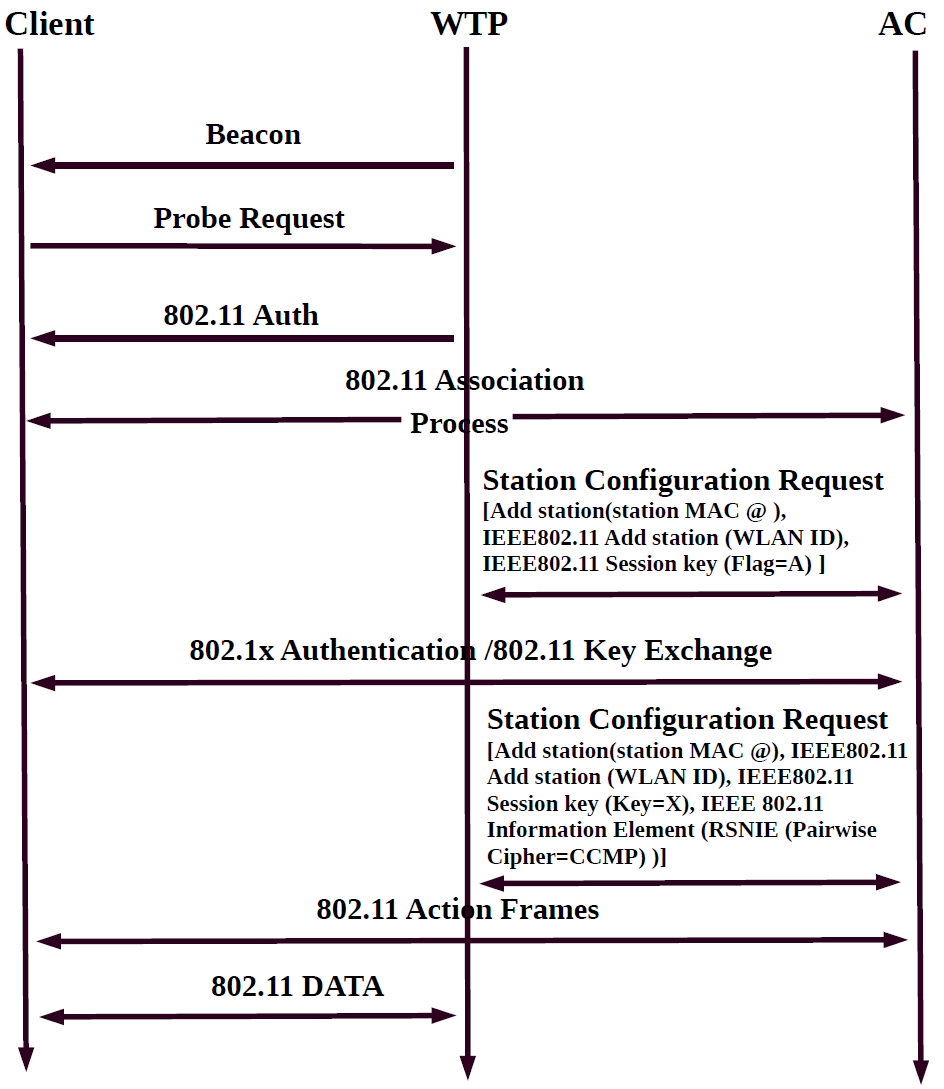 Client WTP AC
Beacon
Probe Request
802.11 Auth
802.11 Association
Process
Station Configuration Request
[Add station(station MAC @ ),
IEEE802.11 Add station (WLAN ID),
IEEE802.11 Session key (Flag=A) ]
802.1x Authentication /802.11 Key Exchange
Station Configuration Request
[Add station(station MAC @), IEEE802.11
Add station (WLAN ID), IEEE802.11
Session key (Key=X), IEEE 802.11
Information Element (RSNIE (Pairwise
Cipher=CCMP) )]
802.11 Action Frames
802.11 DATA